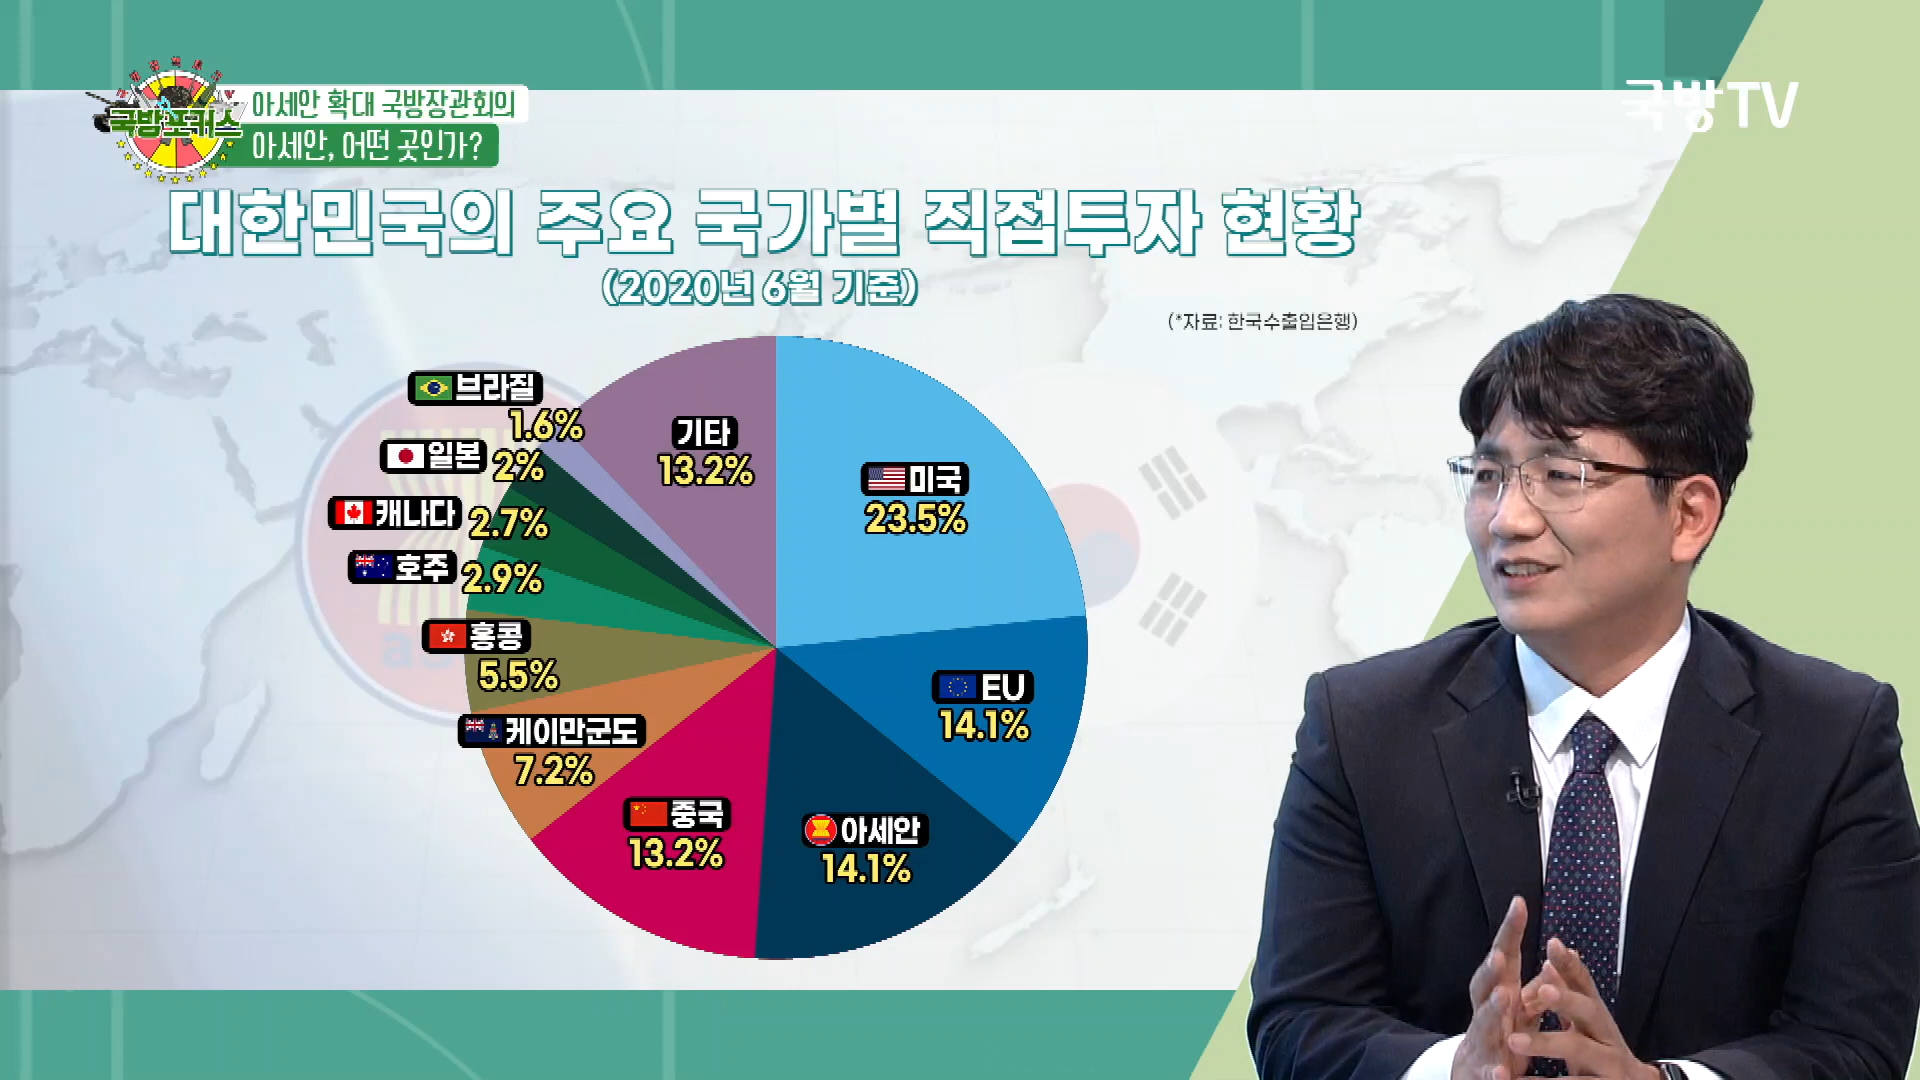 국방포커스
아세안 확대 국방장관회의
아세안, 어떤 곳인가?
국방TV
대한민국의 주요 국가별 직접투자 현황
(2020년 6월 기준)
(*자료: 한국수출입은행)
브라질
1.6%
일본 2%
캐나다 2.7%
호주 2.9%
홍콩
5.5%
케이만군도
7.2%
중국
13.2%
아세안
14.1%
EU
14.1%
미국
23.5%
기타
13.2%